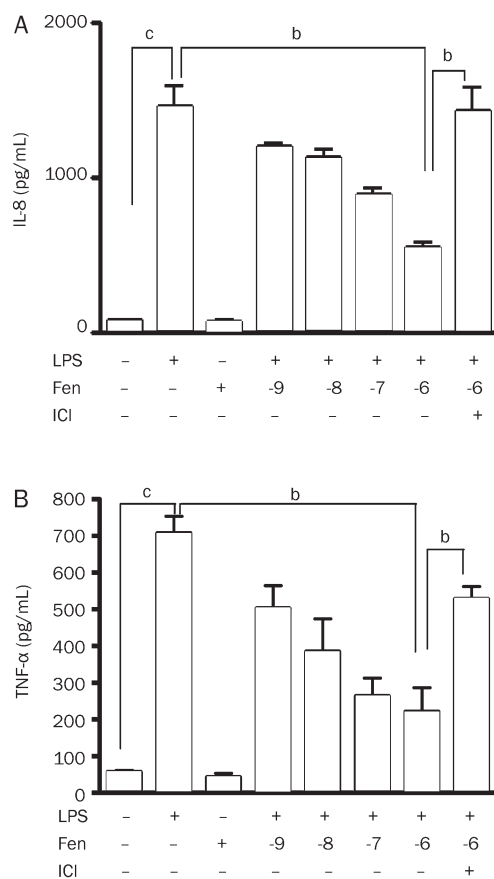 A
2000
c
b
b
IL-8 (pg/mL)
1000
0
LPS – + – + + + + +
Fen – – + -9 -8 -7 -6 -6
ICI – – – – – – – +
B
800
c
b
b
700
600
500
TNF-α (pg/mL)
400
300
200
100
0
LPS – + – + + + + +
Fen – – + -9 -8 -7 -6 -6
ICI – – – – – – – +